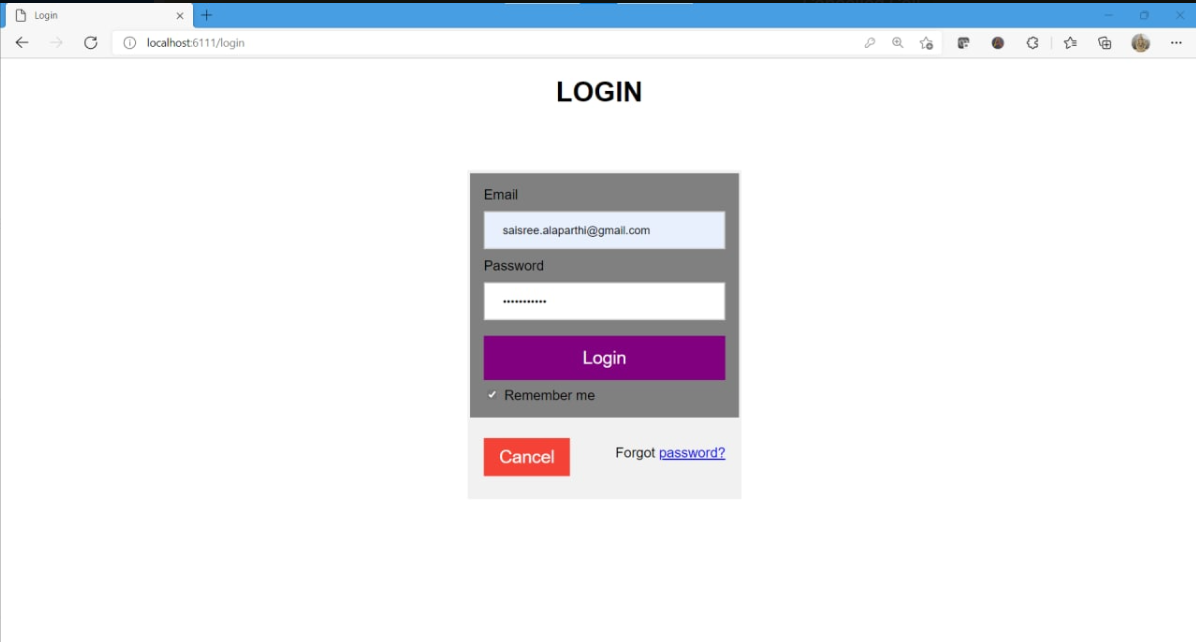 Login
localhost:6111/login
LOGIN
Email
saisree.alaparthi@gmail.com
Password
•••••••••••
Login
Remember me
Cancel
Forgot password?